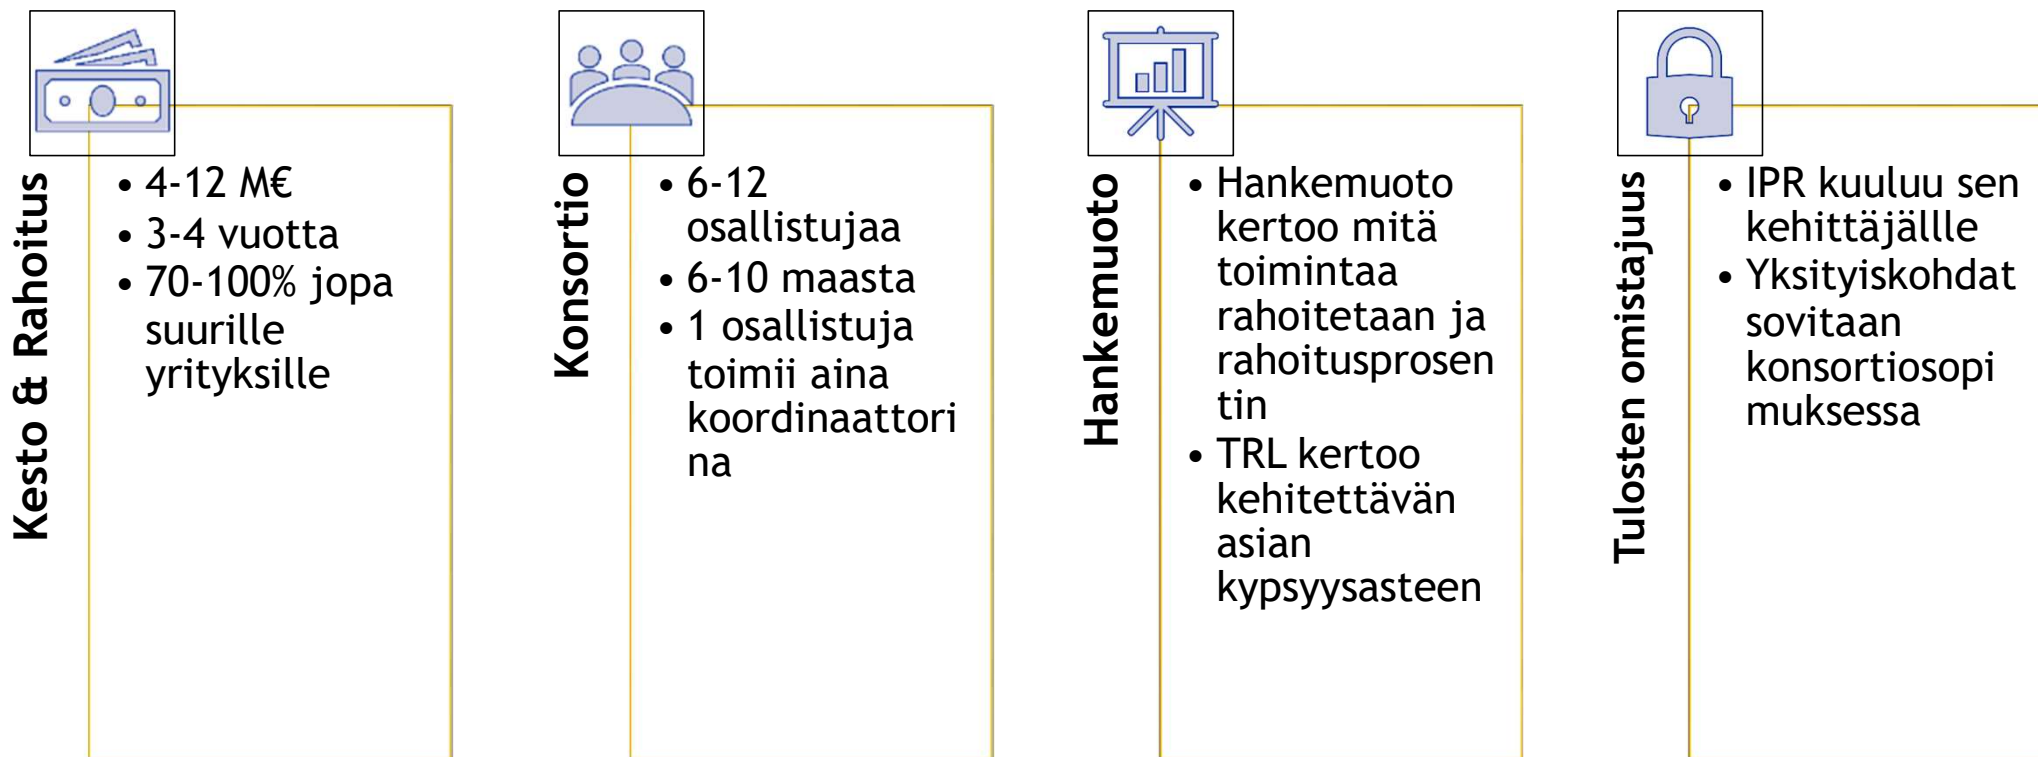 Kesto & Rahoitus
• 4-12 M€
• 3-4 vuotta
• 70-100% jopa
suurille
yrityksille
Konsortio
• 6-12
osallistujaa
• 6-10 maasta
• 1 osallistuja
toimii aina
koordinaattori
na
Hankemuoto
• Hankemuoto
kertoo mitä
toimintaa
rahoitetaan ja
rahoitusprosen
tin
• TRL kertoo
kehitettävän
asian
kypsyysasteen
Tulosten omistajuus
• IPR kuuluu sen
kehittäjällle
• Yksityiskohdat
sovitaan
konsortiosopi
muksessa